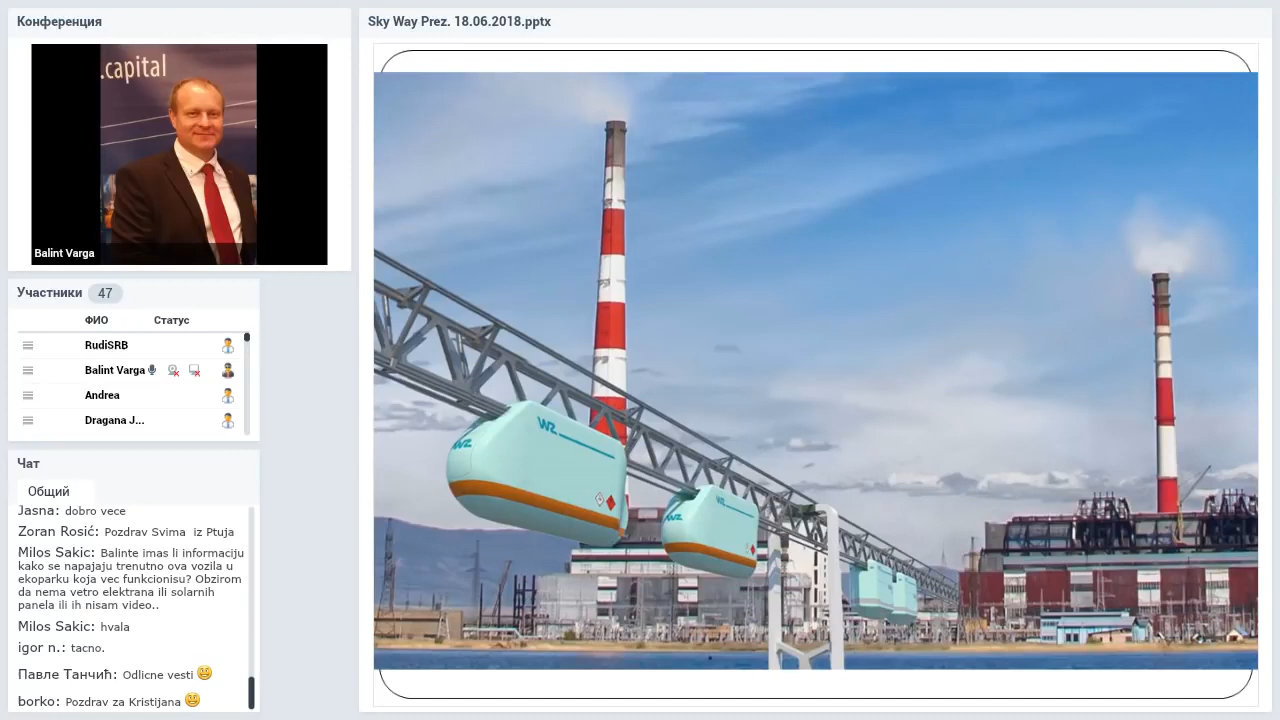 Конференция
.capital
Balint Varga
Участники 47
ФИО Статус
RudiSRB
Balint Varga
Andrea
Dragana J...
Чат
Общий
Jasna: dobro vece
Zoran Rosić: Pozdrav Svima iz Ptuja
Milos Sakic: Balinte imas li informaciju
kako se napajaju trenutno ova vozila u
ekoparku koja vec funkcionisu? Obzirom
da nema vetro elektrana ili solarnih
panela ili ih nisam video..
Milos Sakic: hvala
igor n.: tacno.
Павле Танчић: Odlicne vesti
borko: Pozdrav za Kristijana
Sky Way Prez. 18.06.2018.pptx